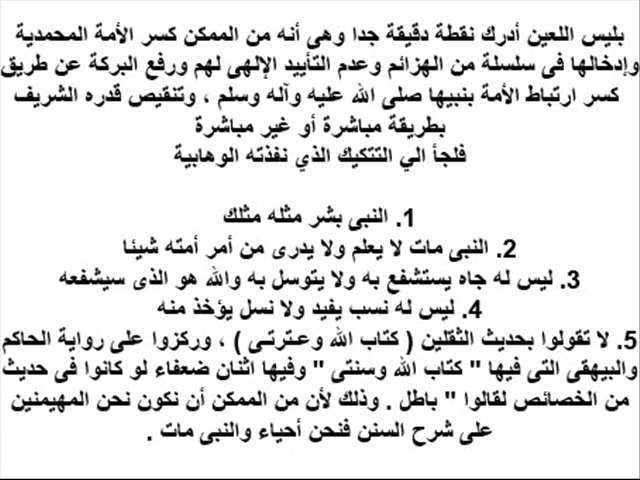 بليس اللعين أدرك نقطة دقيقة جدا وهى أنه من الممكن كسر الأمة المحمدية
وإدخالها فى سلسلة من الهزائم وعدم التأييد الإلهى لهم ورفع البركة عن طريق
كسر ارتباط الأمة بنبيها صلى الله عليه وآله وسلم ، وتنقيص قدره الشريف
بطريقة مباشرة أو غير مباشرة
فلجأ الي التتكيك الذي نفذته الوهابية
1. النبى بشر مثله مثلك
2. النبى مات لا يعلم ولا يدرى من أمر أمته شيئا
3. ليس له جاه يستشفع به ولا يتوسل به والله هو الذى سيشفعه
4. ليس له نسب يفيد ولا نسل يؤخذ منه
5. لا تقولوا بحديث الثقلين ( كتاب الله وعترتى ) ، وركزوا على رواية الحاكم
والبيهقى التى فيها " كتاب الله وسنتى " وفيها اثنان ضعفاء لو كانوا فى حديث
من الخصائص لقالوا " باطل . وذلك لأن من الممكن أن نكون نحن المهيمنين
على شرح السنن فنحن أحياء والنبى مات .